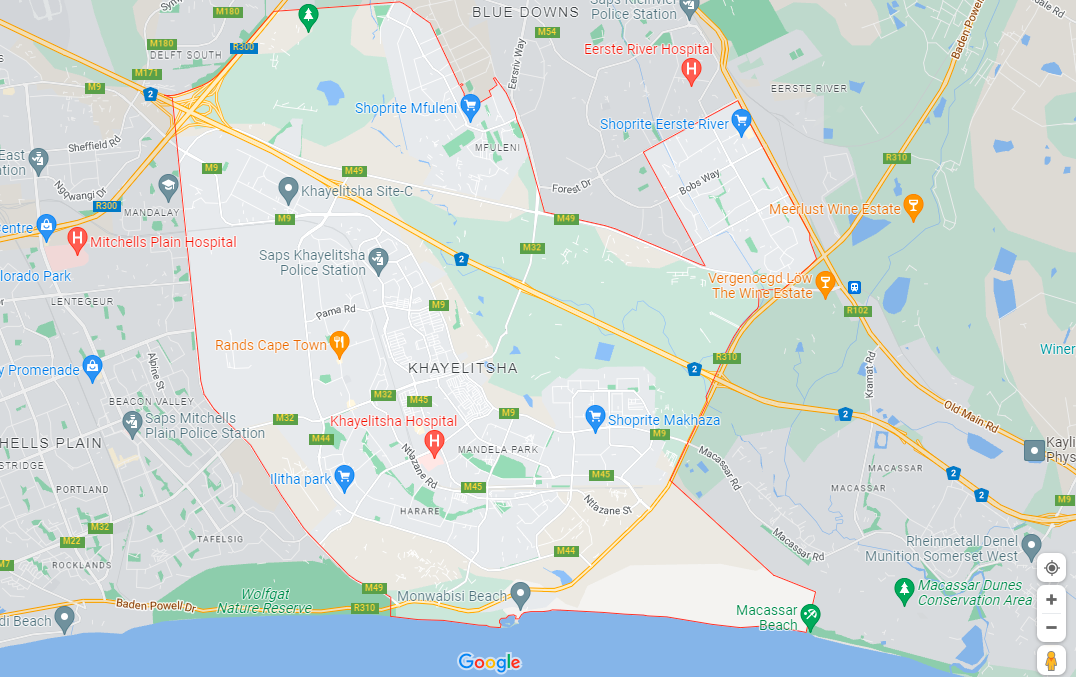 M180
BLUE DOWNS
Police Station
M54
M180
R300
DELFT SOUTH
M171
M9
2
Eersriv Way
Eerste River Hospital
H
Baden Powell
EERSTE RIVER
Shoprite Mfuleni
Shoprite Eerste River
MFULENI
Sheffield Rd
East
Ngwangi Dr
R300
MANDALAY
M9
M49
Khayelitsha Site-C
M9
Forest Dr
M49
Bobs Way
R310
Meerlust Wine Estate
Centre
H
Mitchells Plain Hospital
M32
Saps Khayelitsha
Police Station
2
olorado Park
LENTEGEUR
Vergenoegd Low
The Wine Estate
R102
M9
Pama Rd
Rands Cape Town
Alpine St
KHAYELITSHA
R310
2
Winer
Kramat Rd
y Promenade
BEACON VALLEY
M32
M45
M9
M32
Saps Mitchells
Plain Police Station
Khayelitsha Hospital
H
M44
Shoprite Makhaza
M9
2
Old Main Rd
HELLS PLAIN
STRIDGE
MANDELA PARK
Ntlazane Rd
Macassar Rd
Kayli
Phys
MACASSAR
MACASSAR
2
2
M9
Ilitha park
M45
M45
PORTLAND
HARARE
Ntlazane St
M32
M22
TAFELSIG
M7
ROCKLANDS
M44
Macassar Rd
Rheinmetall Denel
Munition Somerset West
Wolfgat
Nature Reserve
M49
R310
Baden Powell Dr
Monwabisi Beach
Macassar
Beach
Macassar Dunes
Conservation Area
di Beach
Google
+
−